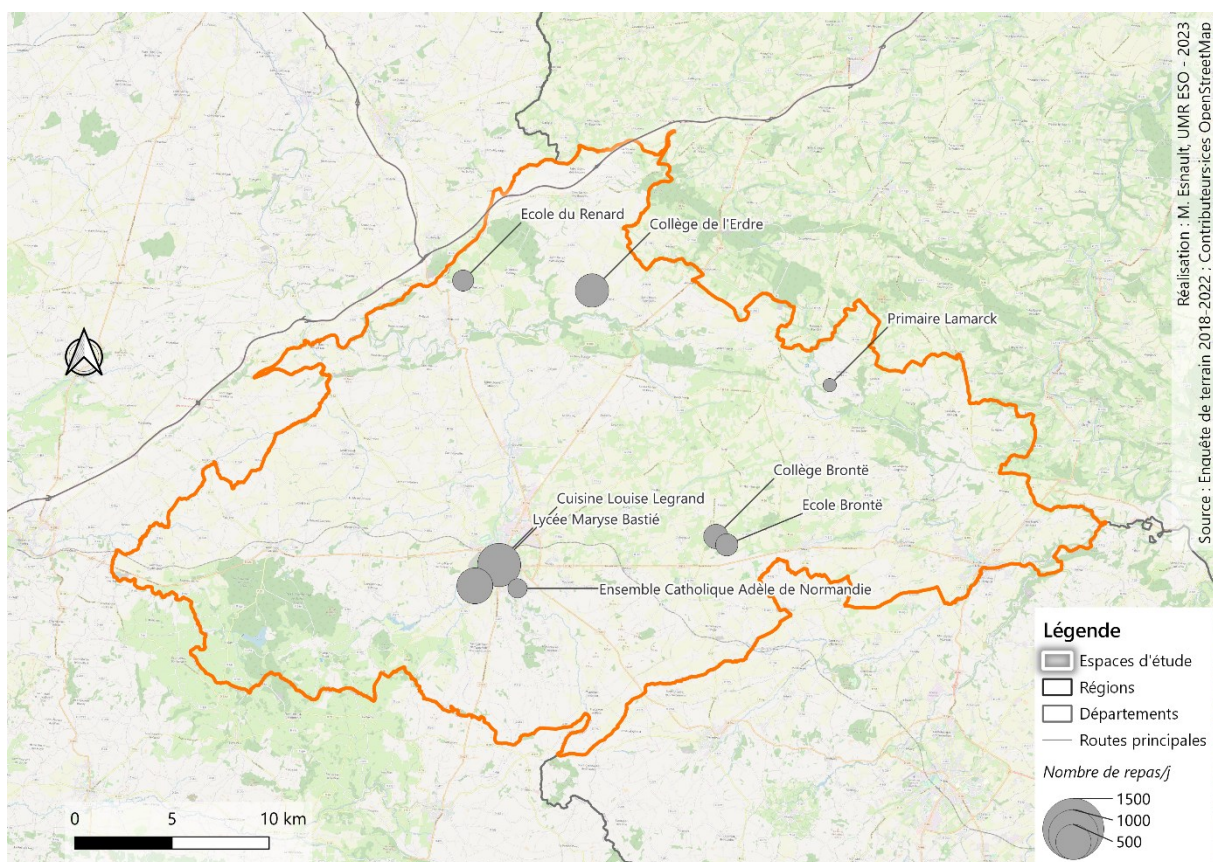 Ecole du Renard
Collège de l'Erdre
Primaire Lamarck
Collège Brontë
Ecole Brontë
Cuisine Louise Legrand
Lycée Maryse Bastié
Ensemble Catholique Adèle de Normandie
0 5 10 km
Réalisation : M. Esnault, UMR ESO - 2023
Source : Enquête de terrain 2018-2022 ; Contributeurs·ices OpenStreetMap
Légende
Espaces d'étude
Régions
Départements
Routes principales
Nombre de repas/j
1500
1000
500